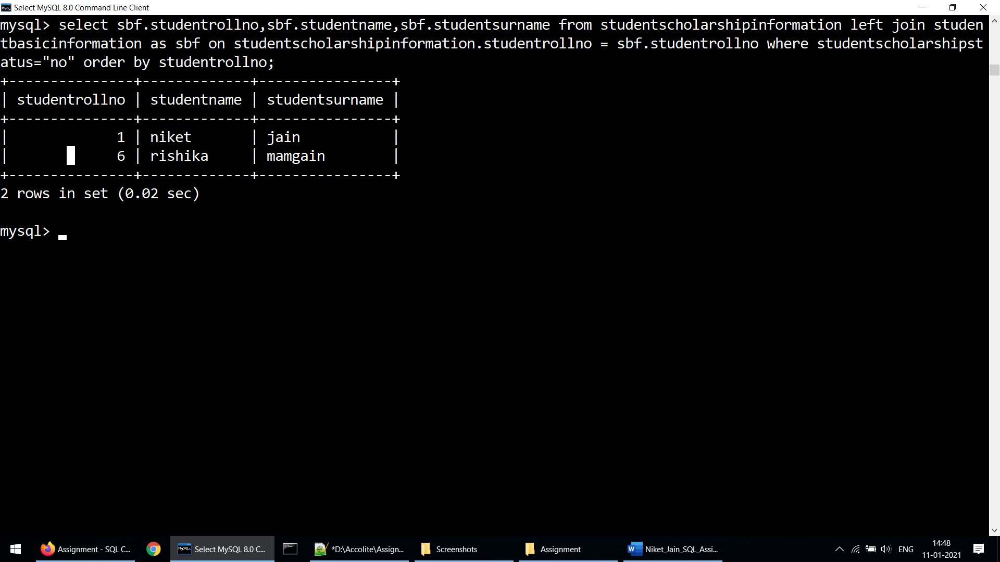 Select MySQL 8.0 Command Line Client
mysql> select sbf.studentrollno,sbf.studentname,sbf.studentsurname from studentscholarshipinformation left join studen
tbasicinformation as sbf on studentscholarshipinformation.studentrollno = sbf.studentrollno where studentscholarshipst
atus="no" order by studentrollno;
+---------------+-------------+----------------+
| studentrollno | studentname | studentsurname |
+---------------+-------------+----------------+
|             1 | niket       | jain           |
|             6 | rishika     | mamgain        |
+---------------+-------------+----------------+
2 rows in set (0.02 sec)
mysql>
Assignment - SQL C... Select MySQL 8.0 C... *D:\Accolite\Assign... Screenshots Assignment Niket_Jain_SQL_Assi... ENG 14:48
11-01-2021